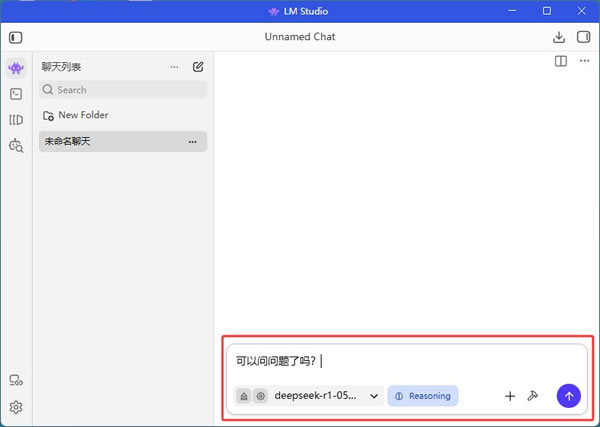 LM Studio
Unnamed Chat
聊天列表
Search
New Folder
未命名聊天
可以问问题了吗？
deepseek-r1-05...
Reasoning